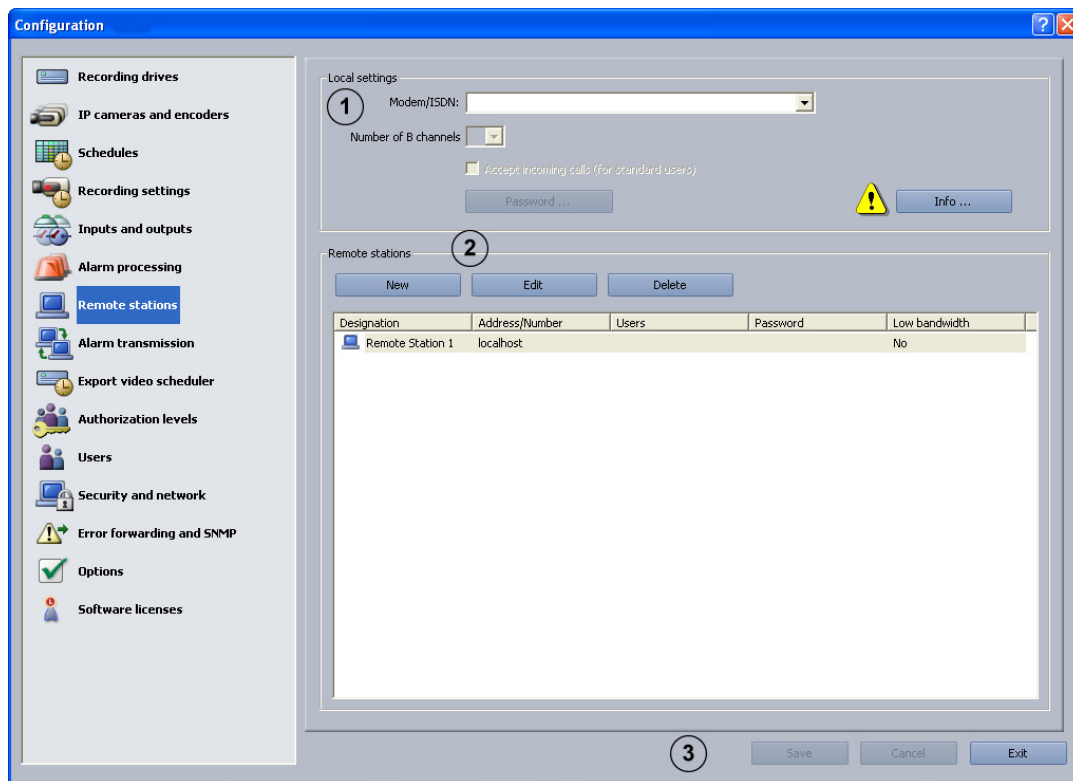 Configuration
Recording drives
IP cameras and encoders
Schedules
Recording settings
Inputs and outputs
Alarm processing
Remote stations
Alarm transmission
Export video scheduler
Authorization levels
Users
Security and network
Error forwarding and SNMP
Options
Software licenses
Local settings
1
Modem/ISDN:
Number of B channels
Accept incoming calls (for standard users)
Password ...
Info ...
2
Remote stations
New Edit Delete
Designation Address/Number Users Password Low bandwidth
Remote Station 1 localhost No
3
Save Cancel Exit